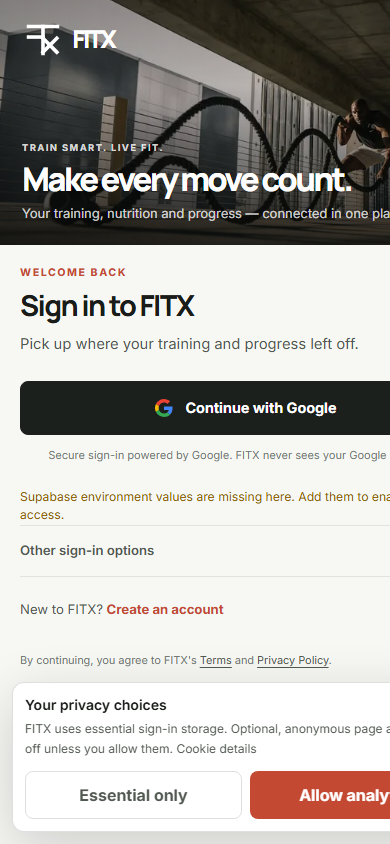 FITX
TRAIN SMART. LIVE FIT.
Make every move count.
Your training, nutrition and progress — connected in one pla
WELCOME BACK
Sign in to FITX
Pick up where your training and progress left off.
Continue with Google
Secure sign-in powered by Google. FITX never sees your Google
Supabase environment values are missing here. Add them to ena
access.
Other sign-in options
New to FITX? Create an account
By continuing, you agree to FITX's Terms and Privacy Policy.
Your privacy choices
FITX uses essential sign-in storage. Optional, anonymous page a
off unless you allow them. Cookie details
Essential only
Allow analy